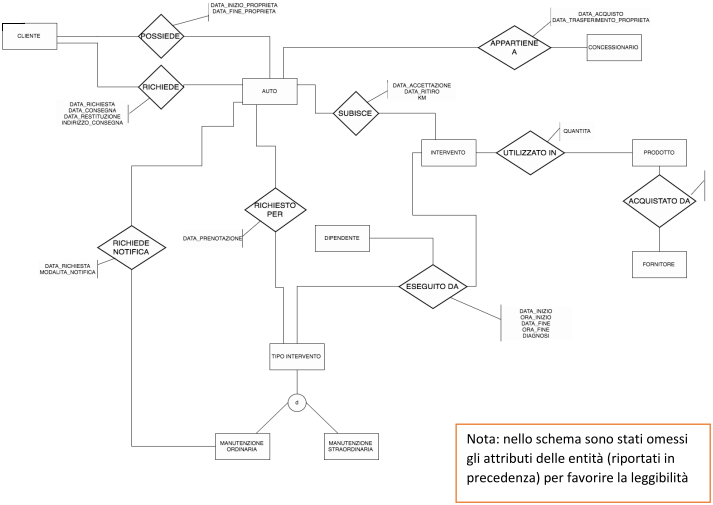 DATA_INIZIO_PROPRIETA
DATA_FINE_PROPRIETA
DATA_ACQUISTO
DATA_TRASFERIMENTO_PROPRIETA
CLIENTE
POSSIEDE
APPARTIENE
A
CONCESSIONARIO
RICHIEDE
AUTO
DATA_ACCETTAZIONE
DATA_RITIRO
KM
DATA_RICHIESTA
DATA_CONSEGNA
DATA_RESTITUZIONE
INDIRIZZO_CONSEGNA
SUBISCE
QUANTITA
INTERVENTO
UTILIZZATO IN
PRODOTTO
RICHIESTO
PER
ACQUISTATO DA
DATA_PRENOTAZIONE
DIPENDENTE
RICHIEDE
NOTIFICA
DATA_RICHIESTA
MODALITA_NOTIFICA
FORNITORE
ESEGUITO DA
DATA_INIZIO
ORA_INIZIO
DATA_FINE
ORA_FINE
DIAGNOSI
TIPO INTERVENTO
d
MANUTENZIONE
ORDINARIA
MANUTENZIONE
STRAORDINARIA
Nota: nello schema sono stati omessi
gli attributi delle entità (riportati in
precedenza) per favorire la leggibilità